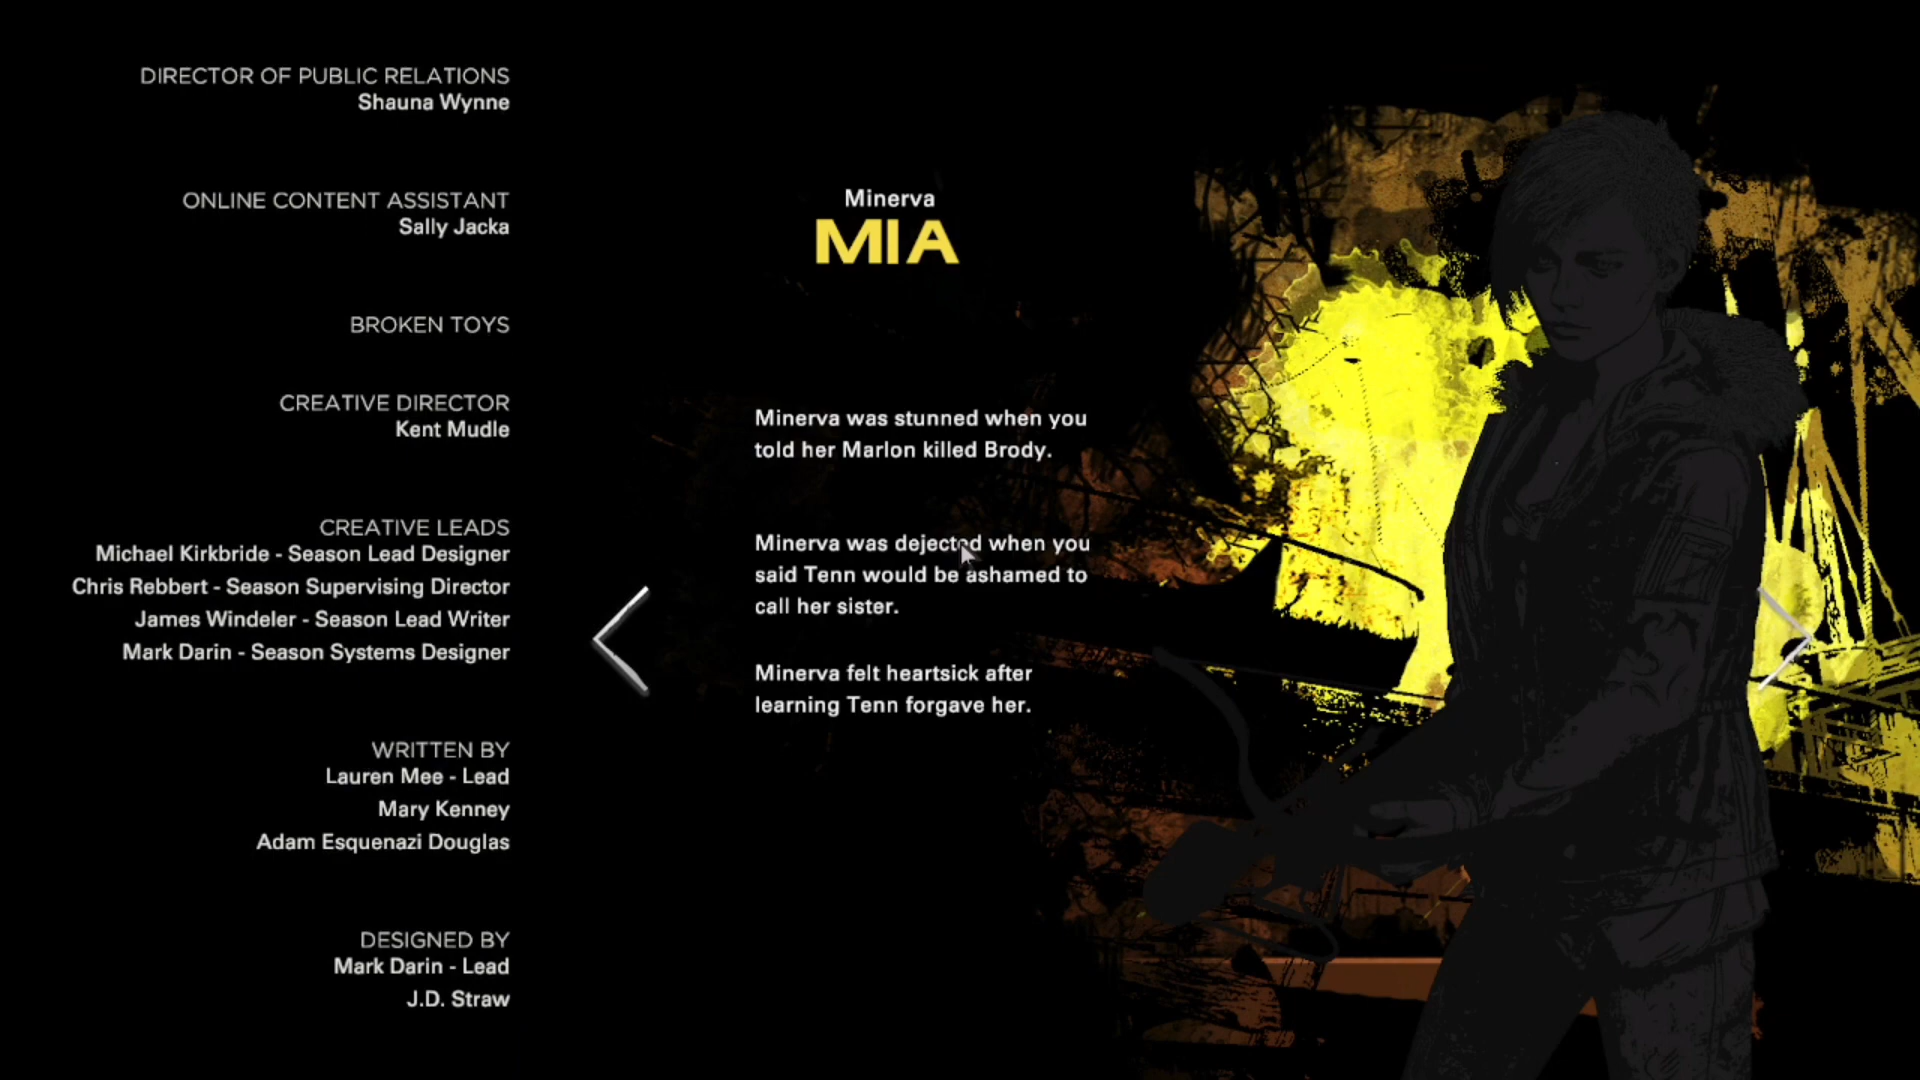 DIRECTOR OF PUBLIC RELATIONS
Shauna Wynne
ONLINE CONTENT ASSISTANT
Sally Jacka
BROKEN TOYS
CREATIVE DIRECTOR
Kent Mudle
CREATIVE LEADS
Michael Kirkbride - Season Lead Designer
Chris Rebbert - Season Supervising Director
James Windeler - Season Lead Writer
Mark Darin - Season Systems Designer
WRITTEN BY
Lauren Mee - Lead
Mary Kenney
Adam Esquenazi Douglas
DESIGNED BY
Mark Darin - Lead
J.D. Straw
Minerva
MIA
Minerva was stunned when you
told her Marlon killed Brody.
Minerva was dejected when you
said Tenn would be ashamed to
call her sister.
Minerva felt heartsick after
learning Tenn forgave her.